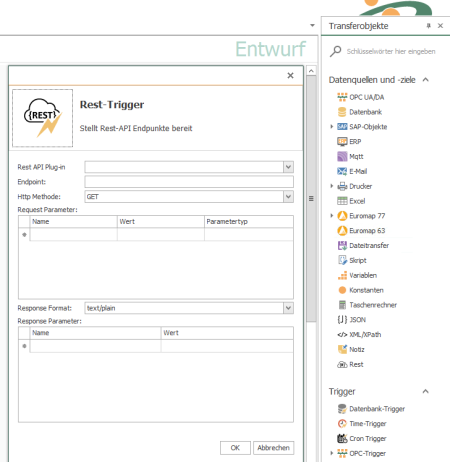 Entwurf
{REST}
Rest-Trigger
Stellt Rest-API Endpunkte bereit
Rest API Plug-in
Endpoint:
Http Methode: GET
Request Parameter:
Name Wert Parametertyp
Response Format: text/plain
Response Parameter:
Name Wert
OK Abbrechen
Transferobjekte
Schlüsselwörter hier eingeben
Datenquellen und -ziele
OPC UA/DA
Datenbank
SAP SAP-Objekte
ERP
Mqtt
E-Mail
Drucker
Excel
Euromap 77
Euromap 63
Dateitransfer
Skript
Variablen
Konstanten
Taschenrechner
{J} JSON
</> XML/XPath
Notiz
Rest
Trigger
Datenbank-Trigger
Time-Trigger
Cron Trigger
OPC-Trigger